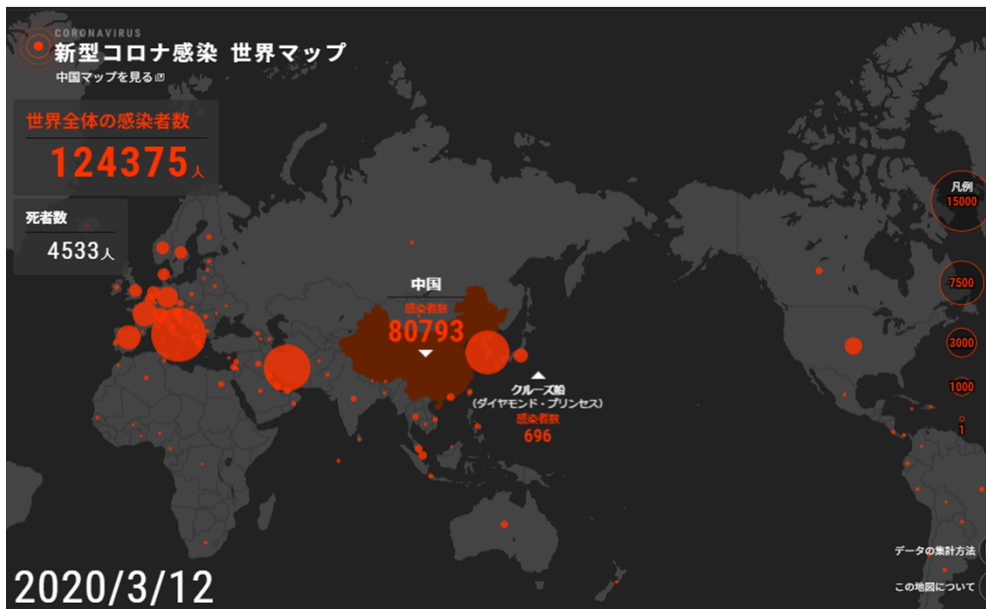 CORONAVIRUS
新型コロナ感染 世界マップ
中国マップを見る
世界全体の感染者数
124375人
死者数
4533人
中国
感染者数
80793
クルーズ船
(ダイヤモンド・プリンセス)
感染者数
696
凡例
15000
7500
3000
1000
1
データの集計方法
この地図について
2020/3/12